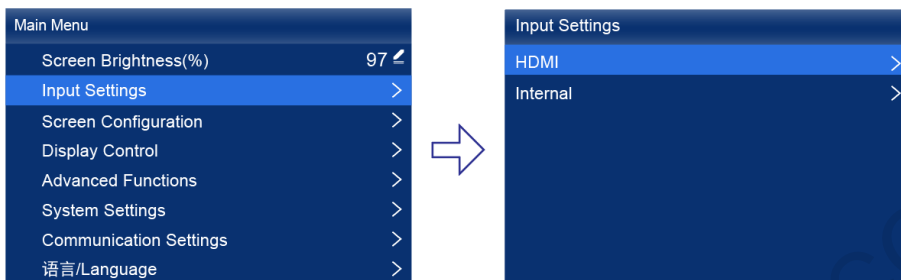 Main Menu
Screen Brightness(%) 97
Input Settings
Screen Configuration
Display Control
Advanced Functions
System Settings
Communication Settings
语言/Language
Input Settings
HDMI
Internal